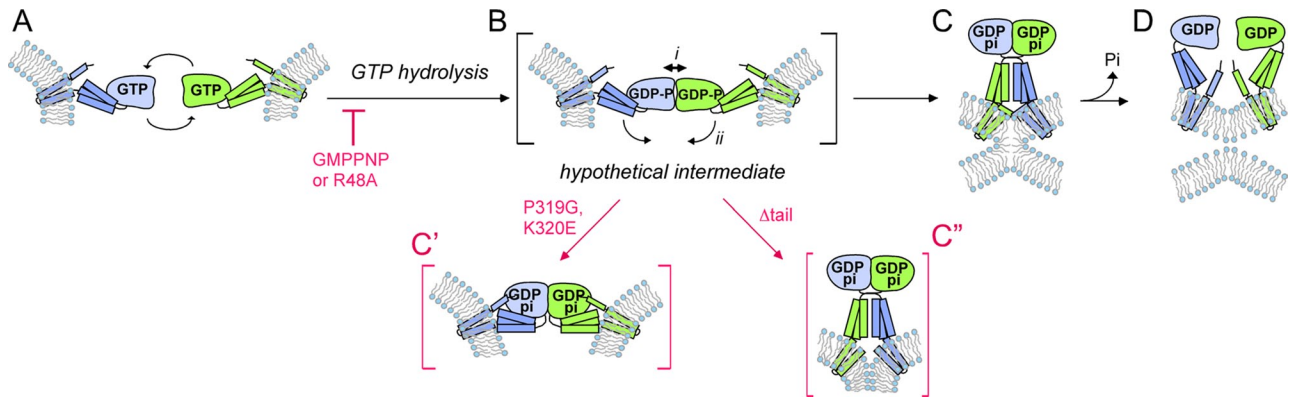 A
B
C
D
GTP
GTP
GTP hydrolysis
GMPPNP
or R48A
i
GDP-P
GDP-P
ii
hypothetical intermediate
GDP
pi
GDP
pi
Pi
GDP
GDP
P319G,
K320E
Δtail
C'
GDP
pi
GDP
pi
C"
GDP
pi
GDP
pi